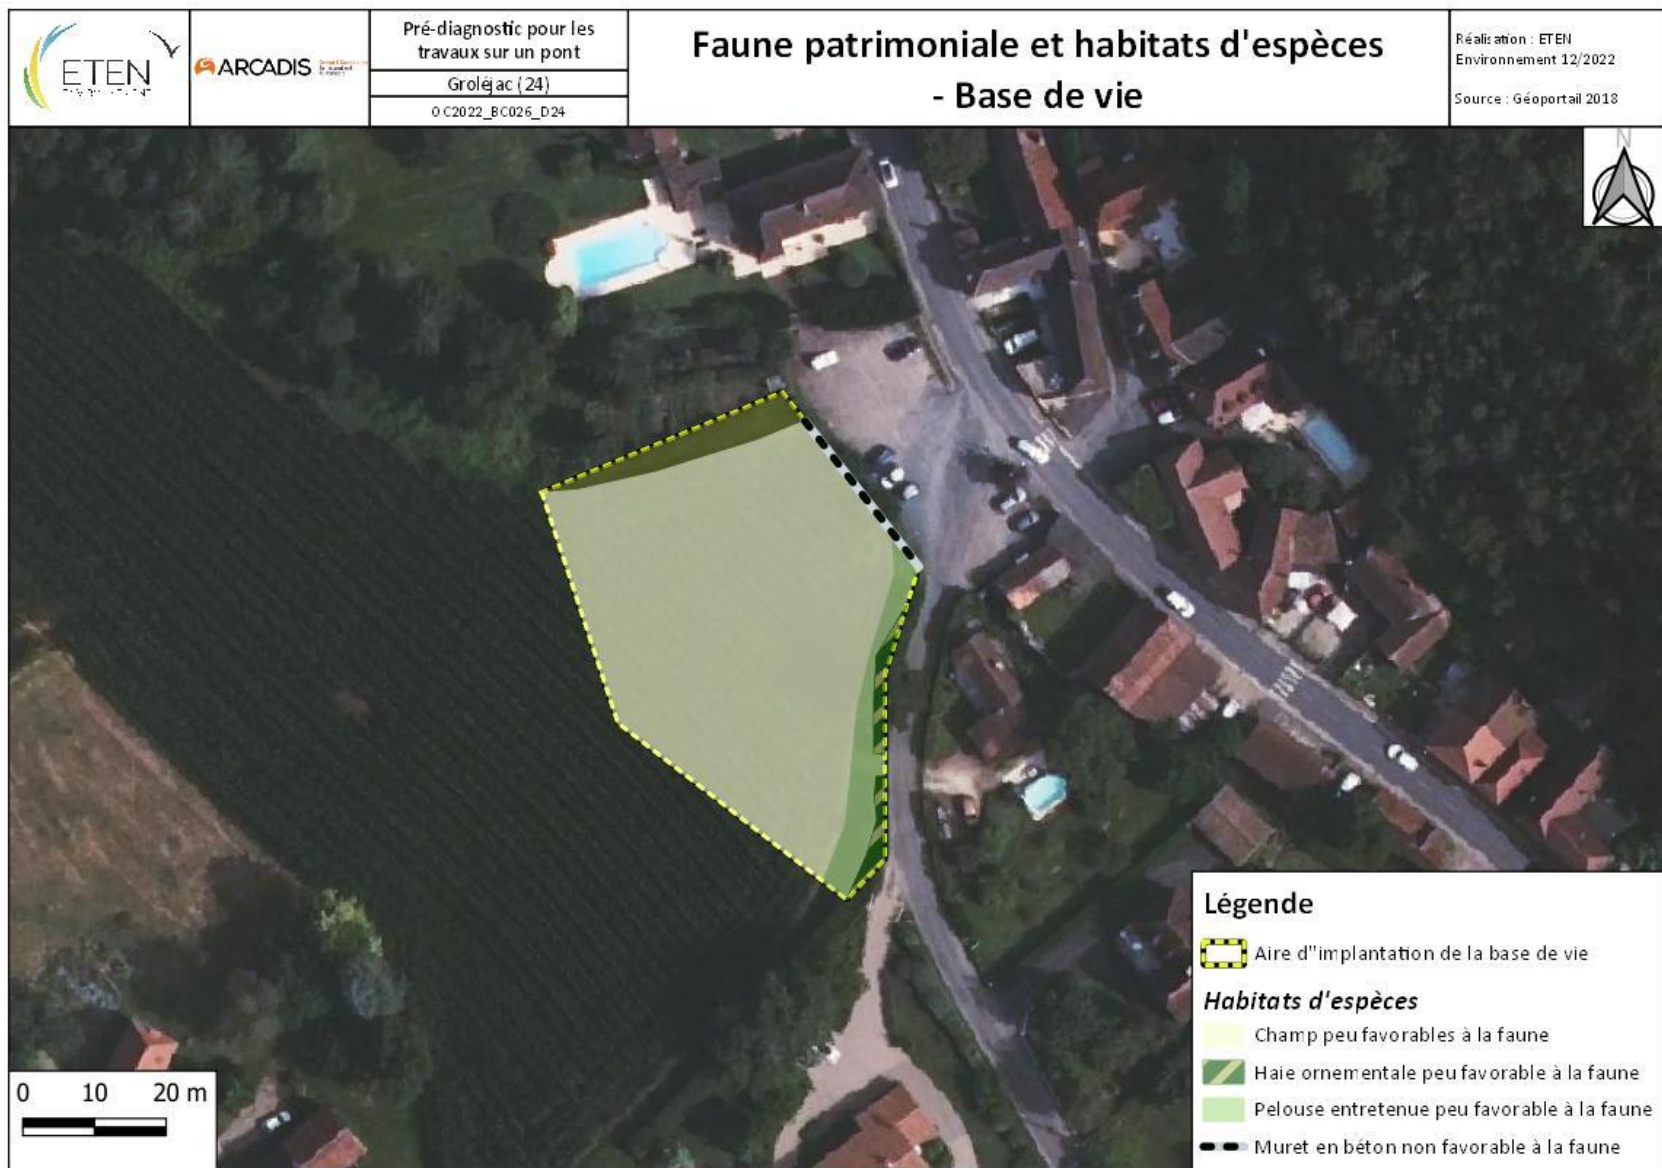 ETEN
ENVIRONNEMENT
ARCADIS
Pré-diagnostic pour les
travaux sur un pont
Groléjac (24)
OC2022_BC026_D24
Faune patrimoniale et habitats d'espèces
- Base de vie
Réalisation : ETEN
Environnement 12/2022
Source : Géoportail 2018
N
Légende
Aire d''implantation de la base de vie
Habitats d'espèces
Champ peu favorables à la faune
Haie ornementale peu favorable à la faune
Pelouse entretenue peu favorable à la faune
Muret en béton non favorable à la faune
0 10 20 m